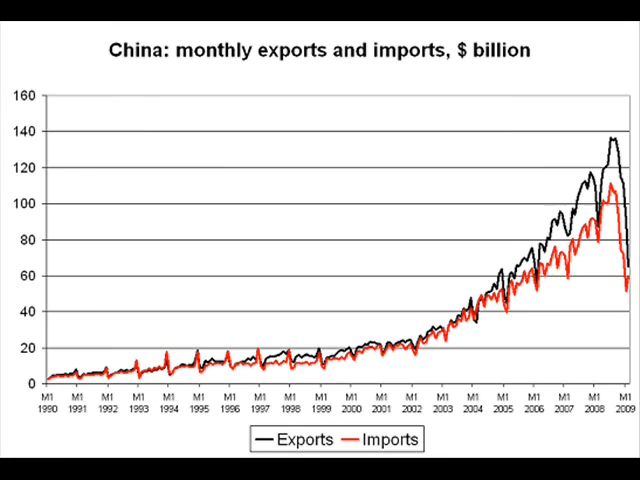 China: monthly exports and imports, $ billion
160
140
120
100
80
60
40
20
0
M1 M1 M1 M1 M1 M1 M1 M1 M1 M1 M1 M1 M1 M1 M1 M1 M1 M1 M1 M1
1990 1991 1992 1993 1994 1995 1996 1997 1998 1999 2000 2001 2002 2003 2004 2005 2006 2007 2008 2009
Exports Imports